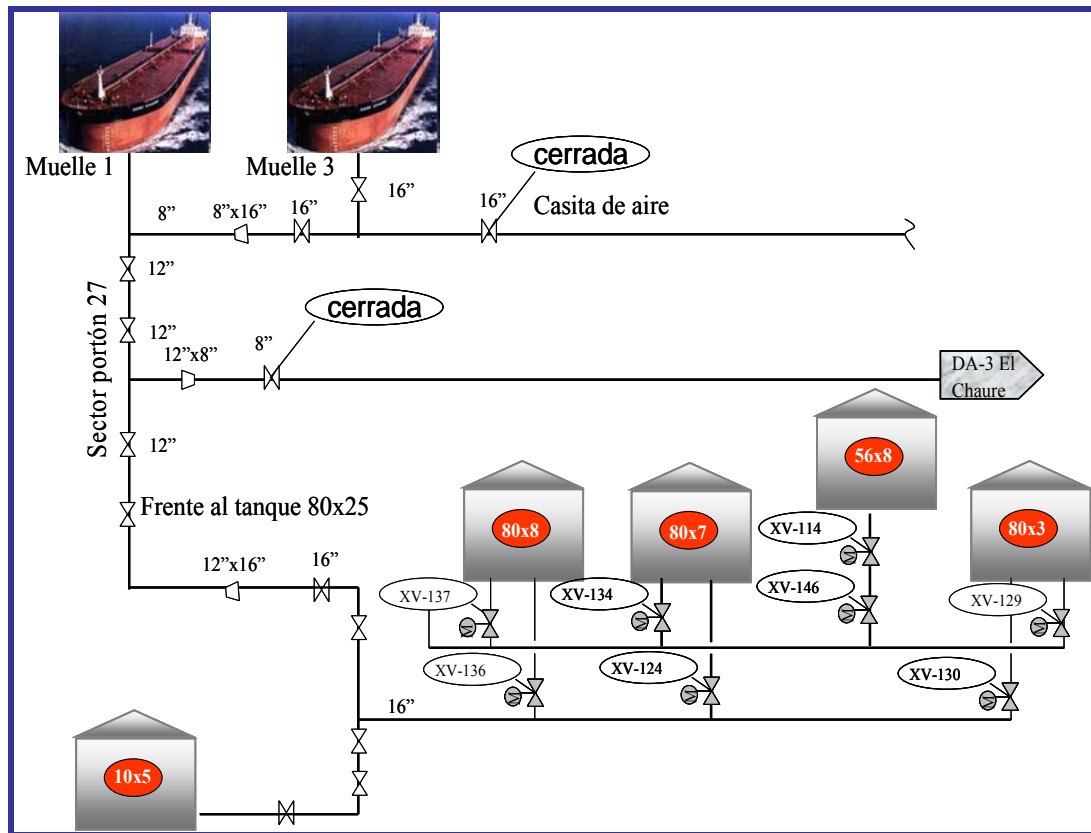 Muelle 1
Muelle 3
cerrada
16”
Casita de aire
8”
8”x16”
16”
16”
12”
Sector portón 27
12”
cerrada
12”x8”
8”
DA-3 El
Chaure
12”
Frente al tanque 80x25
12”x16”
16”
80x8
80x7
56x8
80x3
XV-114
XV-137
XV-134
XV-146
XV-129
M
M
M
M
M
XV-136
XV-124
XV-130
M
M
M
16”
10x5